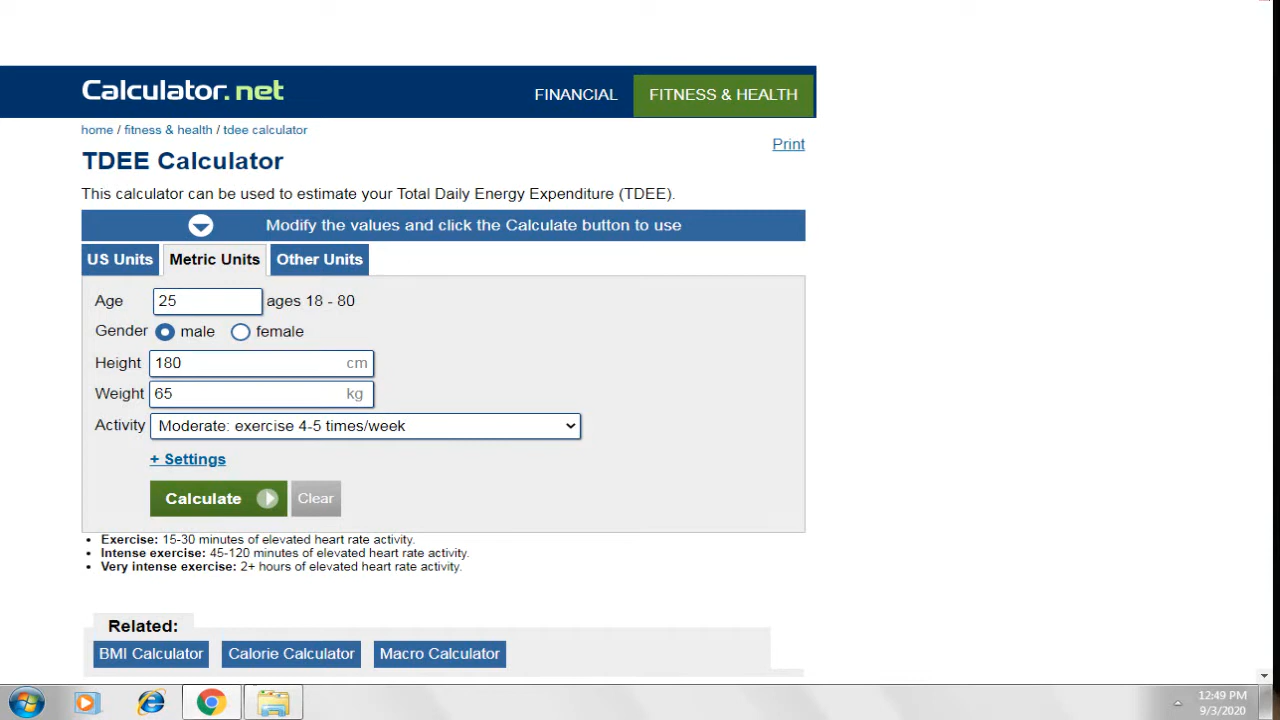 Calculator.net
FINANCIAL
FITNESS & HEALTH
home / fitness & health / tdee calculator
Print
TDEE Calculator
This calculator can be used to estimate your Total Daily Energy Expenditure (TDEE).
Modify the values and click the Calculate button to use
US Units
Metric Units
Other Units
Age 25 ages 18 - 80
Gender male female
Height 180 cm
Weight 65 kg
Activity Moderate: exercise 4-5 times/week
+ Settings
Calculate
Clear
• Exercise: 15-30 minutes of elevated heart rate activity.
• Intense exercise: 45-120 minutes of elevated heart rate activity.
• Very intense exercise: 2+ hours of elevated heart rate activity.
Related:
BMI Calculator
Calorie Calculator
Macro Calculator
12:49 PM
9/3/2020